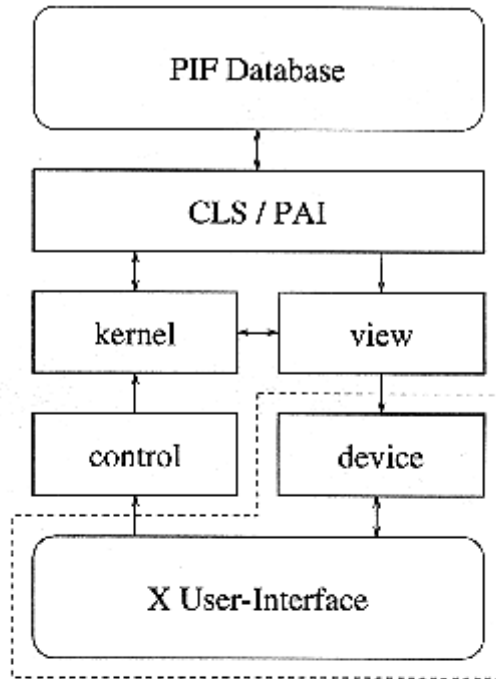 PIF Database
CLS / PAI
kernel
view
control
device
X User-Interface